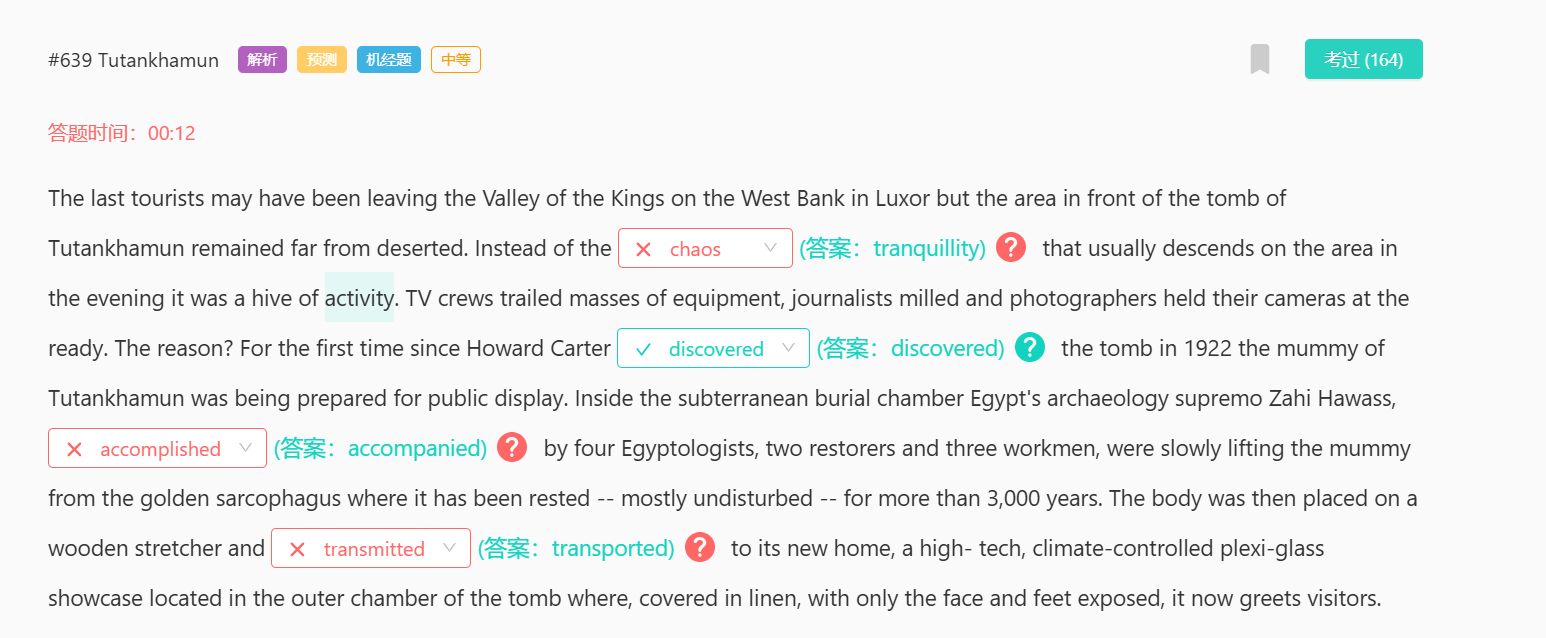 #639 Tutankhamun 解析 预测 机经题 中等 考过 (164)
答题时间：00:12
The last tourists may have been leaving the Valley of the Kings on the West Bank in Luxor but the area in front of the tomb of
Tutankhamun remained far from deserted. Instead of the chaos (答案：tranquillity) ? that usually descends on the area in
the evening it was a hive of activity. TV crews trailed masses of equipment, journalists milled and photographers held their cameras at the
ready. The reason? For the first time since Howard Carter discovered (答案：discovered) ? the tomb in 1922 the mummy of
Tutankhamun was being prepared for public display. Inside the subterranean burial chamber Egypt's archaeology supremo Zahi Hawass,
accomplished (答案：accompanied) ? by four Egyptologists, two restorers and three workmen, were slowly lifting the mummy
from the golden sarcophagus where it has been rested -- mostly undisturbed -- for more than 3,000 years. The body was then placed on a
wooden stretcher and transmitted (答案：transported) ? to its new home, a high- tech, climate-controlled plexi-glass
showcase located in the outer chamber of the tomb where, covered in linen, with only the face and feet exposed, it now greets visitors.